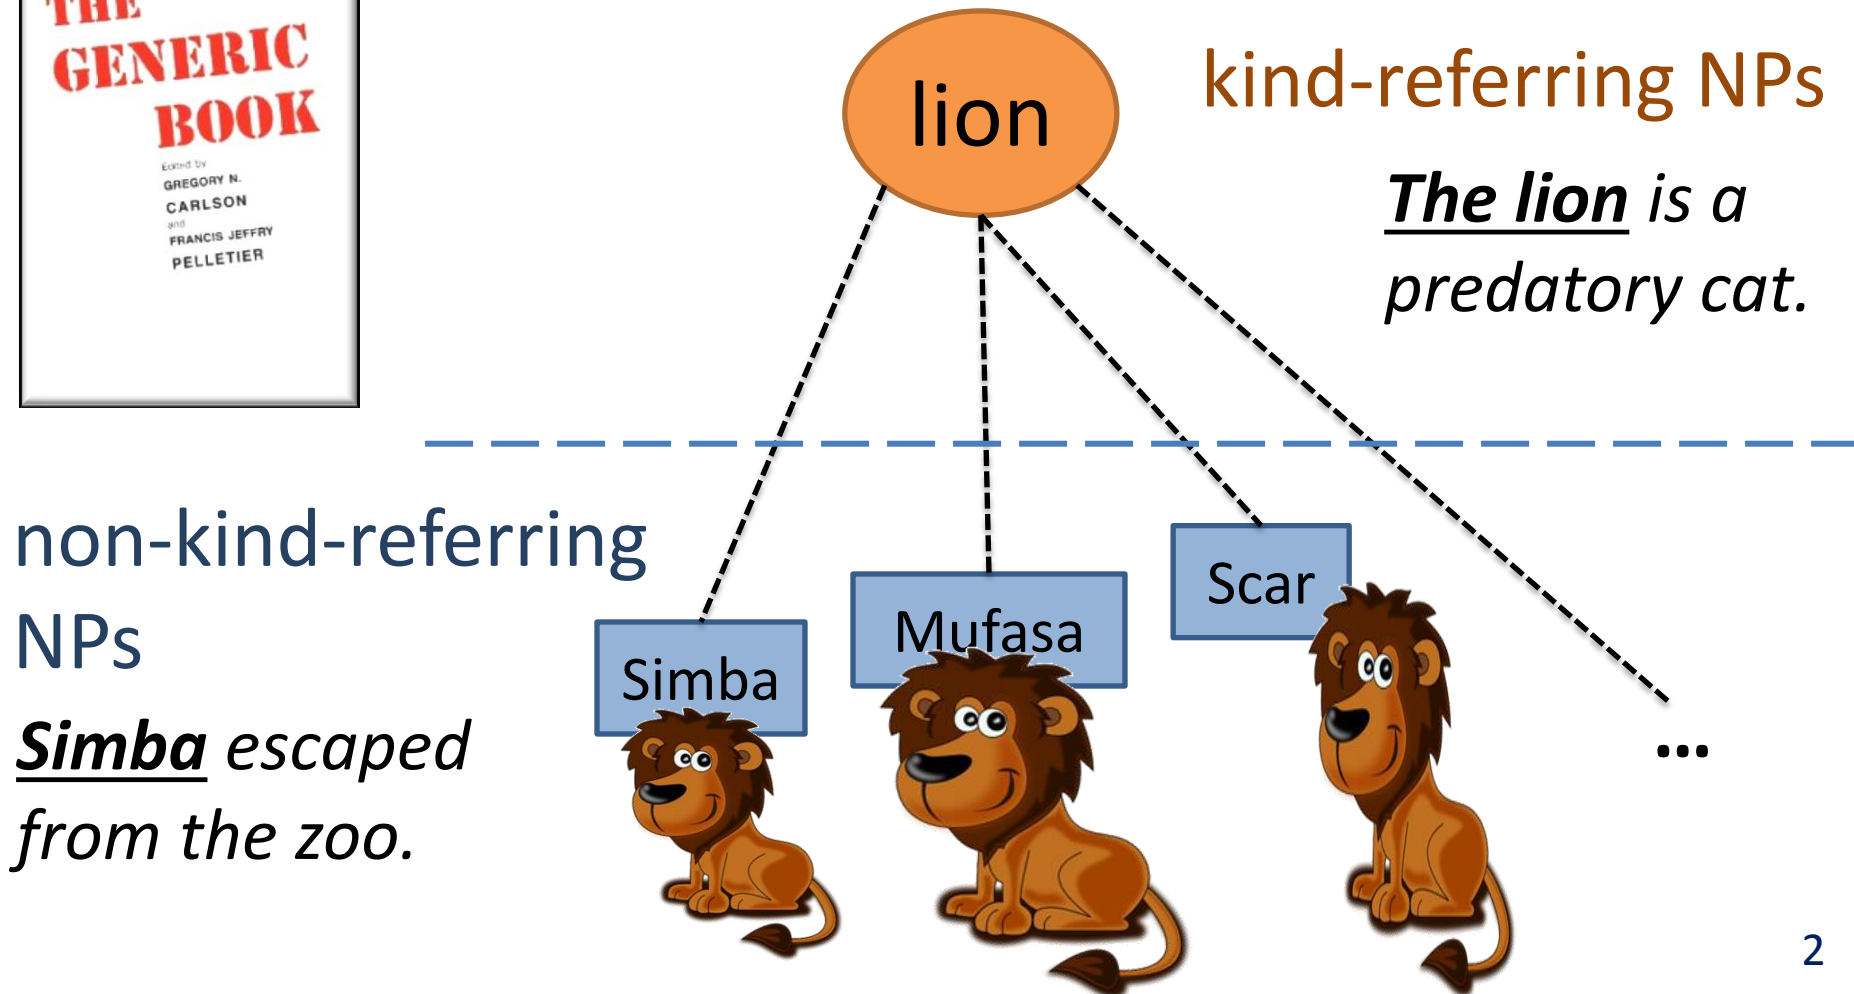 THE
GENERIC
BOOK
Edited by
GREGORY N.
CARLSON
and
FRANCIS JEFFRY
PELLETIER
lion
kind-referring NPs
The lion is a
predatory cat.
non-kind-referring
NPs
Simba escaped
from the zoo.
Simba
Mufasa
Scar
...
2